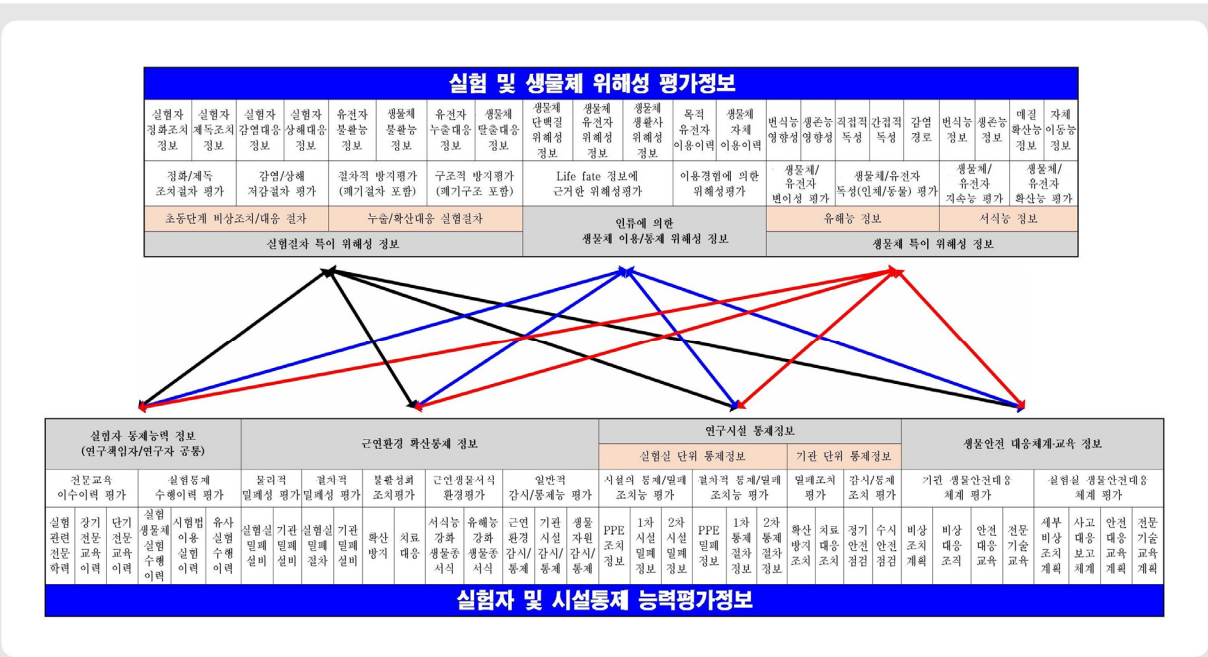 실험 및 생물체 위해성 평가정보
실험자 정화조치 정보
실험자 제독조치 정보
실험자 감염대응 정보
실험자 상해대응 정보
유전자 불활능 정보
생물체 불활능 정보
유전자 누출대응 정보
생물체 탈출대응 정보
생물체 단백질 위해성 정보
생물체 유전자 위해성 정보
생물체 생활사 위해성 정보
목적 유전자 이용이력
생물체 자체 이용이력
번식능 영향성
생존능 영향성
직접적 독성
간접적 독성
감염 경로
번식능 정보
생존능 정보
매질 확산능 정보
자체 이동능 정보
정화/제독
조치절차 평가
감염/상해
저감절차 평가
절차적 방지평가
(폐기절차 포함)
구조적 방지평가
(폐기구조 포함)
Life fate 정보에
근거한 위해성평가
이용경험에 의한
위해성평가
생물체/
유전자
변이성 평가
생물체/유전자
독성(인체/동물) 평가
생물체/
유전자
지속능 평가
생물체/
유전자
확산능 평가
초동단계 비상조치/대응 절차
누출/확산대응 실험절차
인류에 의한
생물체 이용/통제 위해성 정보
유해능 정보
서식능 정보
실험절차 특이 위해성 정보
생물체 특이 위해성 정보
실험자 통제능력 정보
(연구책임자/연구자 공통)
근연환경 확산통제 정보
연구시설 통제정보
생물안전 대응체계·교육 정보
실험실 단위 통제정보
기관 단위 통제정보
전문교육
이수이력 평가
실험통제
수행이력 평가
물리적
밀폐성 평가
절차적
밀폐성 평가
불활성화
조치평가
근연생물서식
환경평가
일반적
감시/통제능 평가
시설의 통제/밀폐
조치능 평가
절차적 통제/밀폐
조치능 평가
밀폐조치
평가
감시/통제
조치 평가
기관 생물안전대응
체계 평가
실험실 생물안전대응
체계 평가
실험 관련 전문 학력
장기 전문 교육 이력
단기 전문 교육 이력
실험 생물체 실험 수행 이력
시험법 이용 실험 이력
유사 실험 수행 이력
실험실 밀폐 설비
기관 밀폐 설비
실험실 밀폐 절차
기관 밀폐 설비
확산 방지
치료 대응
서식능 강화 생물종 서식
유해능 강화 생물종 서식
근연 환경 감시/ 통제
기관 시설 감시/ 통제
생물 자원 감시/ 통제
PPE 조치 정보
1차 시설 밀폐 정보
2차 시설 밀폐 정보
PPE 밀폐 정보
1차 통제 절차 정보
2차 통제 절차 정보
확산 방지 조치
치료 대응 조치
정기 안전 점검
수시 안전 점검
비상 조치 계획
비상 대응 조직
안전 대응 교육
전문 기술 교육
세부 비상 조치 계획
사고 대응 보고 체계
안전 대응 교육 계획
전문 기술 교육 계획
실험자 및 시설통제 능력평가정보